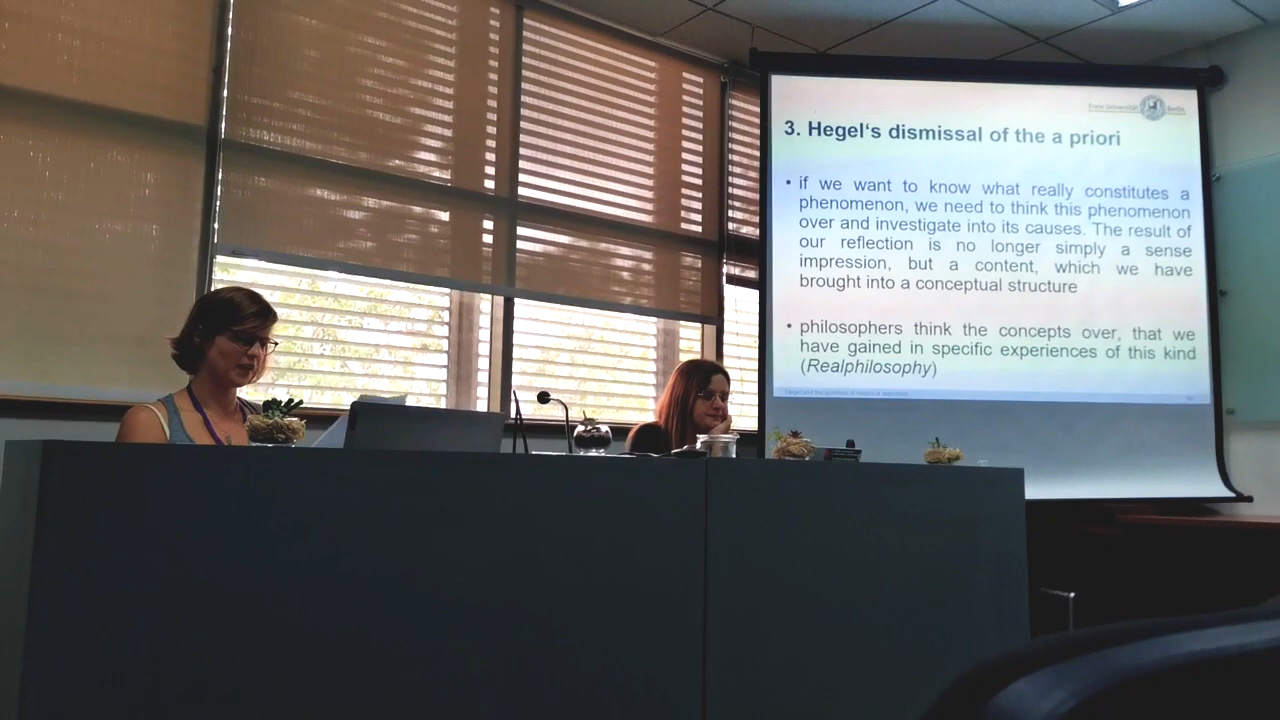 Freie Universität Berlin
3. Hegel‘s dismissal of the a priori
• if we want to know what really constitutes a
phenomenon, we need to think this phenomenon
over and investigate into its causes. The result of
our reflection is no longer simply a sense
impression, but a content, which we have
brought into a conceptual structure
• philosophers think the concepts over, that we
have gained in specific experiences of this kind
(Realphilosophy)
Hegel and the